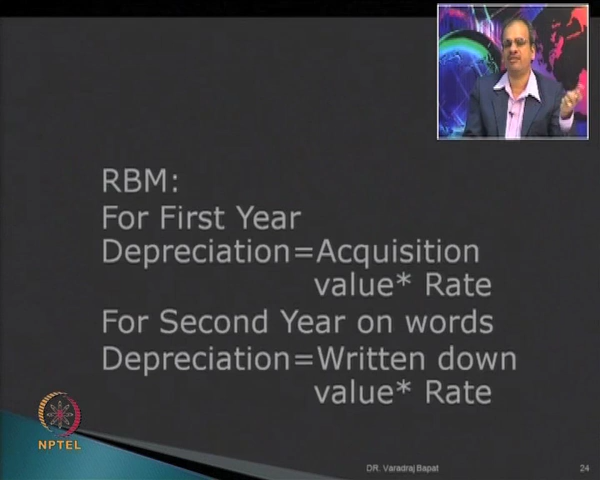 RBM:
For First Year
Depreciation=Acquisition
value* Rate
For Second Year on words
Depreciation=Written down
value* Rate
NPTEL
DR. Varadraj Bapat
24